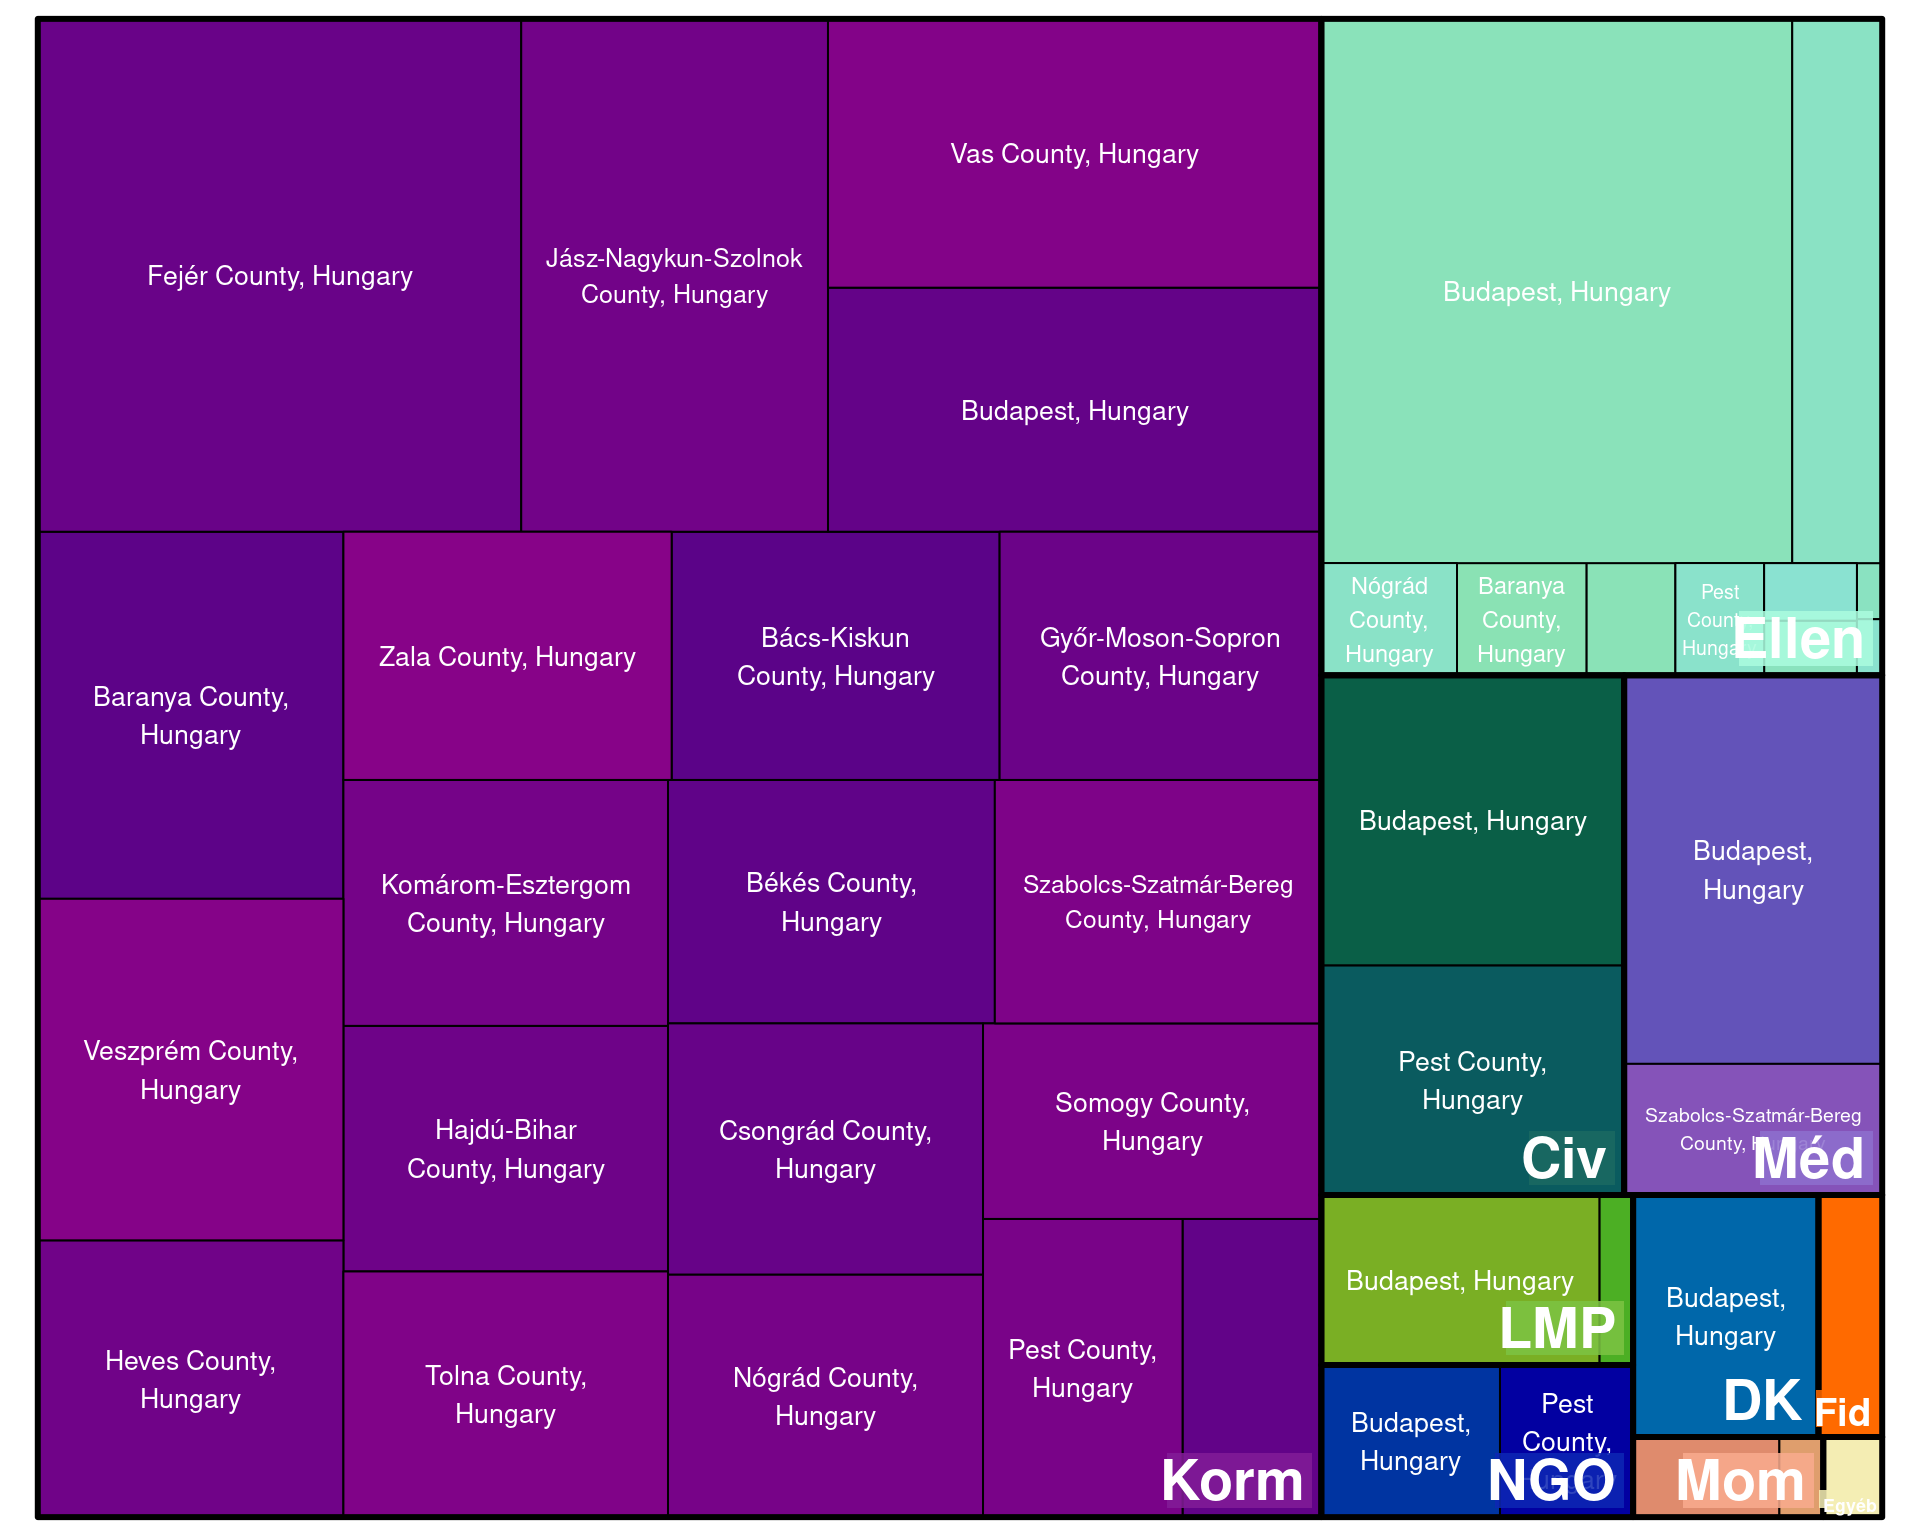 Fejér County, Hungary
Jász-Nagykun-Szolnok
County, Hungary
Vas County, Hungary
Budapest, Hungary
Baranya County,
Hungary
Zala County, Hungary
Bács-Kiskun
County, Hungary
Győr-Moson-Sopron
County, Hungary
Veszprém County,
Hungary
Komárom-Esztergom
County, Hungary
Békés County,
Hungary
Szabolcs-Szatmár-Bereg
County, Hungary
Hajdú-Bihar
County, Hungary
Csongrád County,
Hungary
Somogy County,
Hungary
Heves County,
Hungary
Tolna County,
Hungary
Nógrád County,
Hungary
Pest County,
Hungary
Korm
Budapest, Hungary
Nógrád
County,
Hungary
Baranya
County,
Hungary
Pest
County,
Hungary
Ellen
Budapest, Hungary
Pest County,
Hungary
Civ
Budapest,
Hungary
Szabolcs-Szatmár-Bereg
County, Hungary
Méd
Budapest, Hungary
LMP
Budapest,
Hungary
DK
Fid
Budapest,
Hungary
Pest
County,
Hungary
NGO
Mom
Egyéb